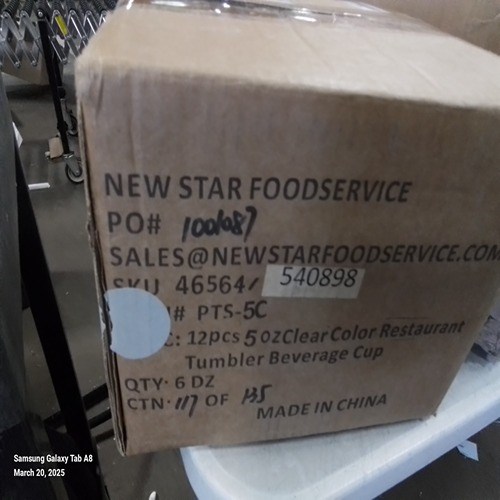 NEW STAR FOODSERVICE
PO# 1001087
SALES@NEWSTARFOODSERVICE.COM
SKU 46564/ 540898
# PTS-5C
C: 12pcs 5 oz Clear Color Restaurant
Tumbler Beverage Cup
QTY: 6 DZ
CTN: 117 OF 135
MADE IN CHINA
Samsung Galaxy Tab A8
March 20, 2025